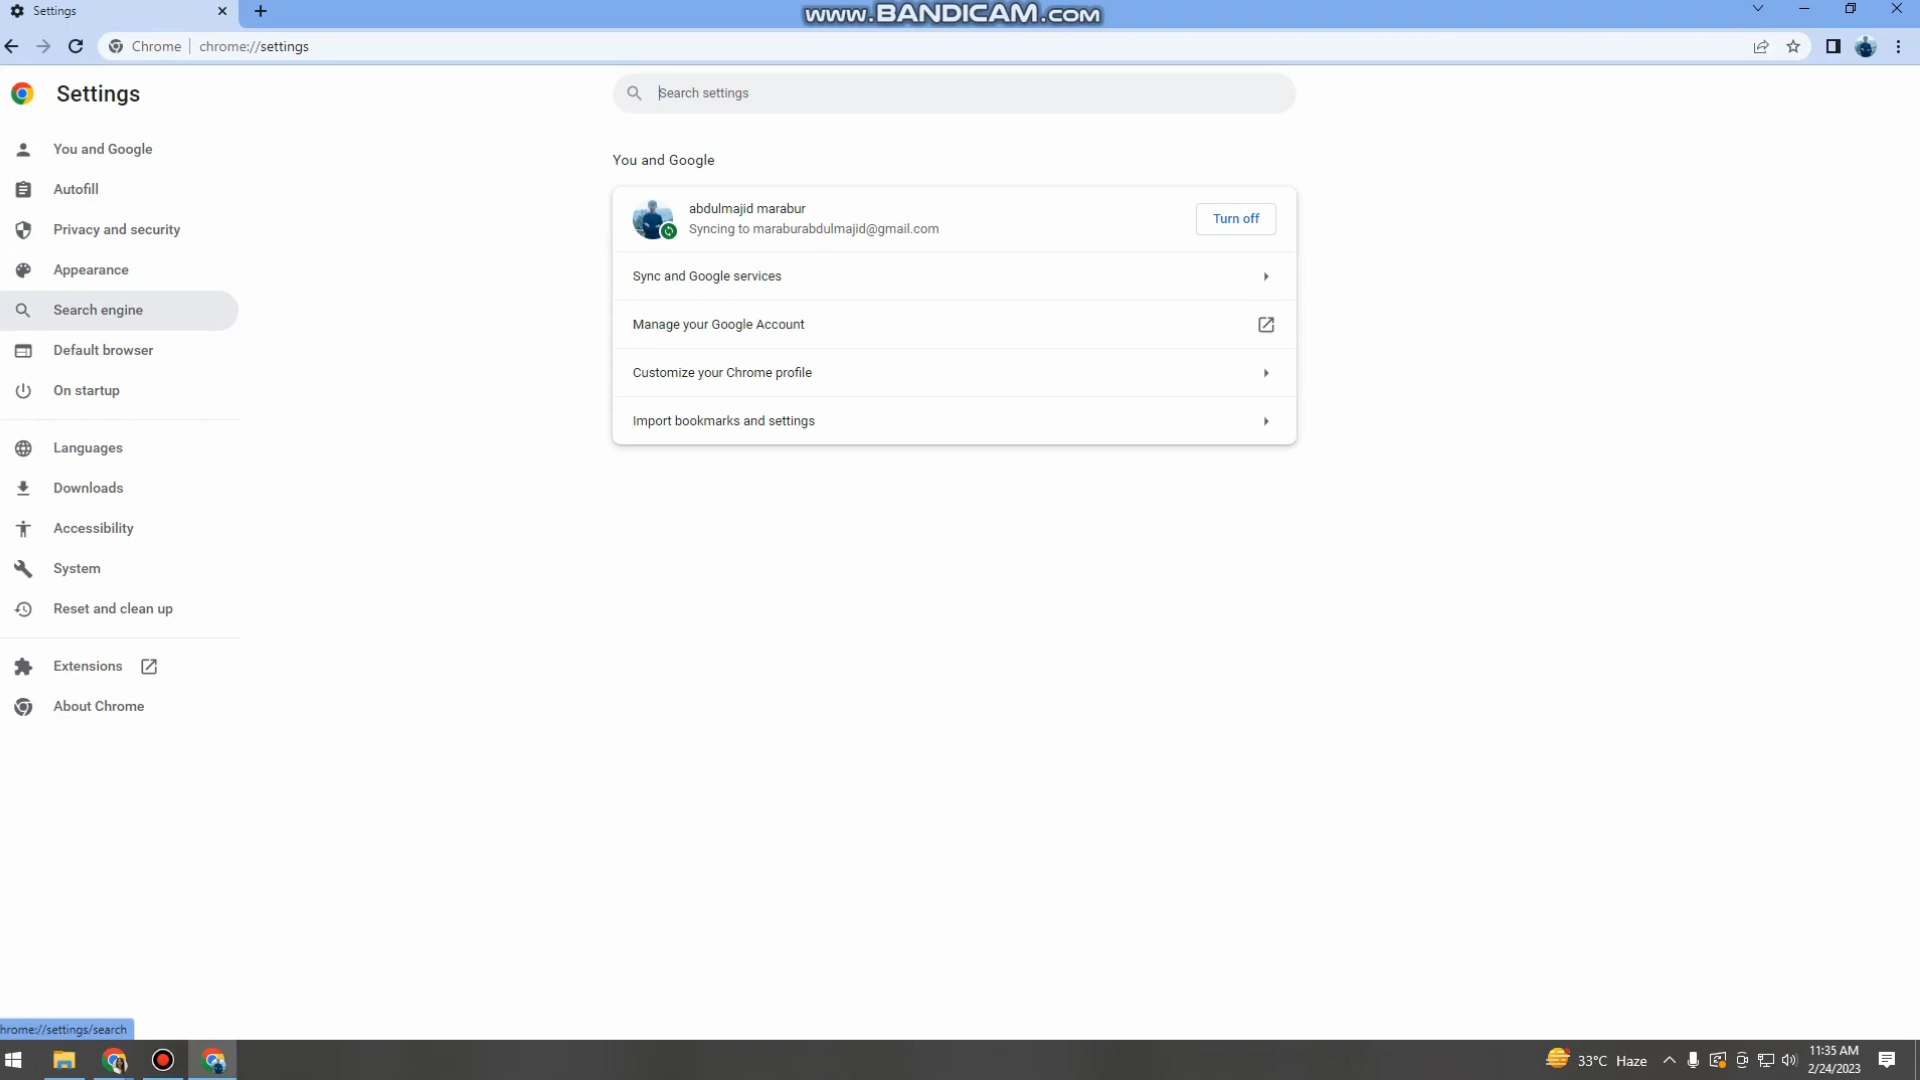 Settings
www.BANDICAM.com
Chrome
chrome://settings
Settings
Search settings
You and Google
Autofill
Privacy and security
Appearance
Search engine
Default browser
On startup
Languages
Downloads
Accessibility
System
Reset and clean up
Extensions
About Chrome
You and Google
abdulmajid marabur
Syncing to maraburabdulmajid@gmail.com
Turn off
Sync and Google services
Manage your Google Account
Customize your Chrome profile
Import bookmarks and settings
hrome://settings/search
33°C Haze
11:35 AM
2/24/2023